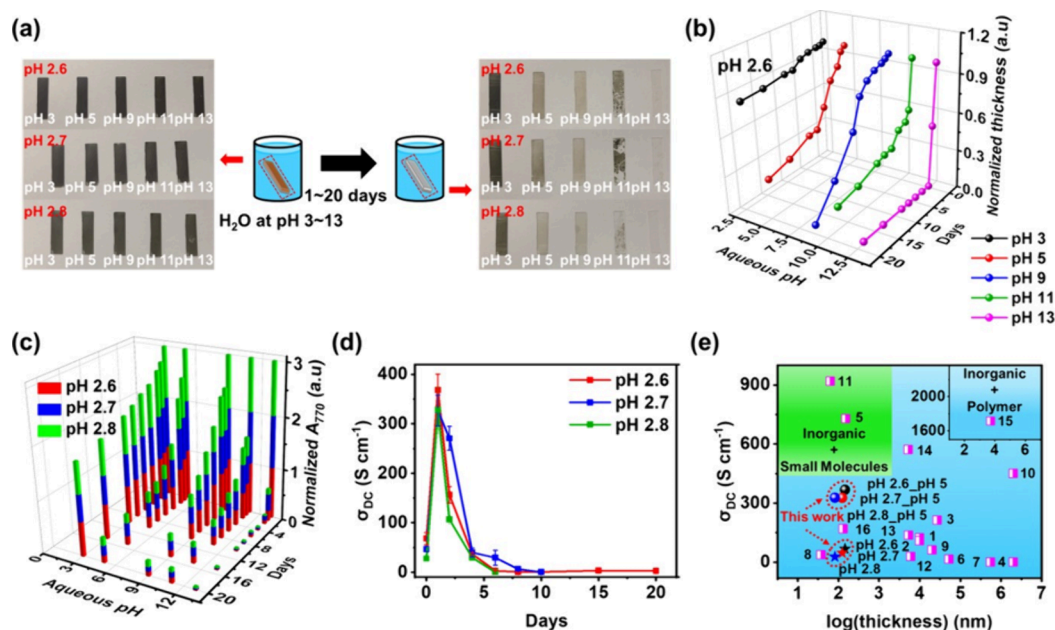 (a)
pH 2.6
pH 3 pH 5 pH 9 pH 11 pH 13
pH 2.7
pH 3 pH 5 pH 9 pH 11 pH 13
pH 2.8
pH 3 pH 5 pH 9 pH 11 pH 13
1~20 days
H₂O at pH 3~13
pH 2.6
pH 3 pH 5 pH 9 pH 11 pH 13
pH 2.7
pH 3 pH 5 pH 9 pH 11 pH 13
pH 2.8
pH 3 pH 5 pH 9 pH 11 pH 13
(b)
pH 2.6
1.2
0.9
0.6
0.3
0.0
Normalized thickness (a.u)
2.5
5.0
7.5
10.0
12.5
Aqueous pH
0
5
10
15
20
Days
pH 3
pH 5
pH 9
pH 11
pH 13
(c)
pH 2.6
pH 2.7
pH 2.8
3
2
1
0
Normalized A₇₇₀ (a.u)
0
3
6
9
12
Aqueous pH
4
8
12
16
20
Days
(d)
400
300
200
100
0
σDC (S cm⁻¹)
pH 2.6
pH 2.7
pH 2.8
0 5 10 15 20
Days
(e)
900
600
300
0
σDC (S cm⁻¹)
11
5
Inorganic
+
Small Molecules
Inorganic
+
Polymer
2000
1600
15
2 4 6
14
10
pH 2.6_pH 5
pH 2.7_pH 5
pH 2.8_pH 5
This work
3
16 13 1
pH 2.6 2 9
8 pH 2.7 12 6 7 4
pH 2.8
1 2 3 4 5 6 7
log(thickness) (nm)